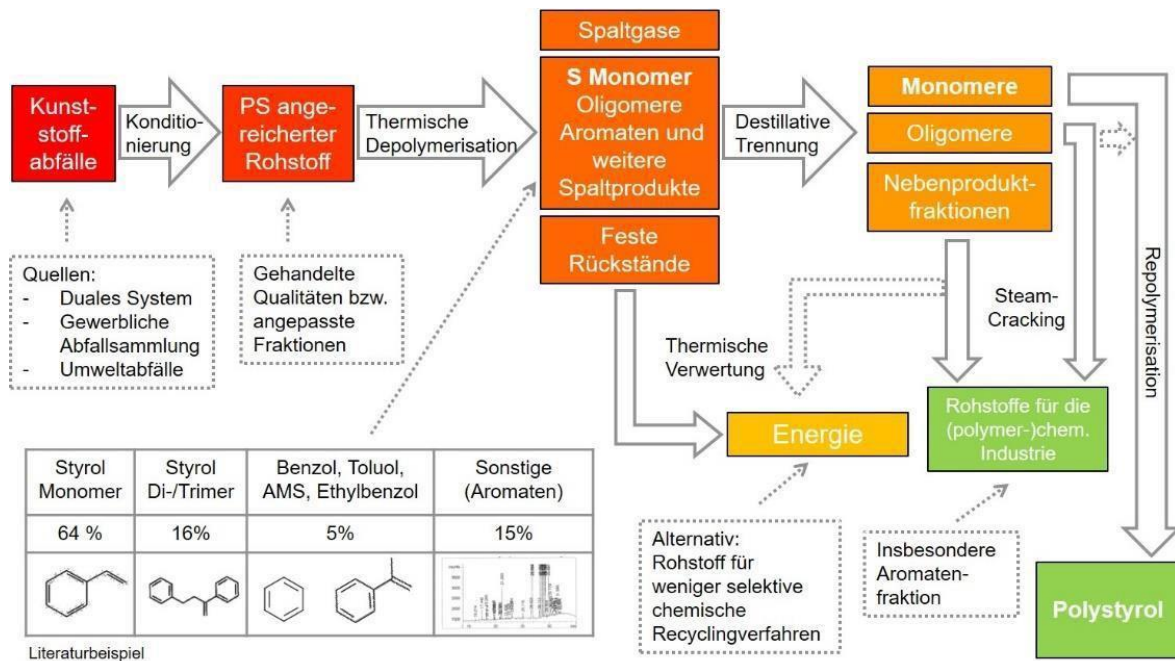 Kunst-
stoff-
abfälle
Konditio-
nierung
PS ange-
reicherter
Rohstoff
Thermische
Depolymerisation
Spaltgase
S Monomer
Oligomere
Aromaten und
weitere
Spaltprodukte
Feste
Rückstände
Destillative
Trennung
Monomere
Oligomere
Nebenprodukt-
fraktionen
Repolymerisation
Steam-
Cracking
Thermische
Verwertung
Energie
Rohstoffe für die
(polymer-)chem.
Industrie
Polystyrol
Quellen:
- Duales System
- Gewerbliche
Abfallsammlung
- Umweltabfälle
Gehandelte
Qualitäten bzw.
angepasste
Fraktionen
Alternativ:
Rohstoff für
weniger selektive
chemische
Recyclingverfahren
Insbesondere
Aromaten-
fraktion
Styrol
Monomer
Styrol
Di-/Trimer
Benzol, Toluol,
AMS, Ethylbenzol
Sonstige
(Aromaten)
64 %
16%
5%
15%
Literaturbeispiel